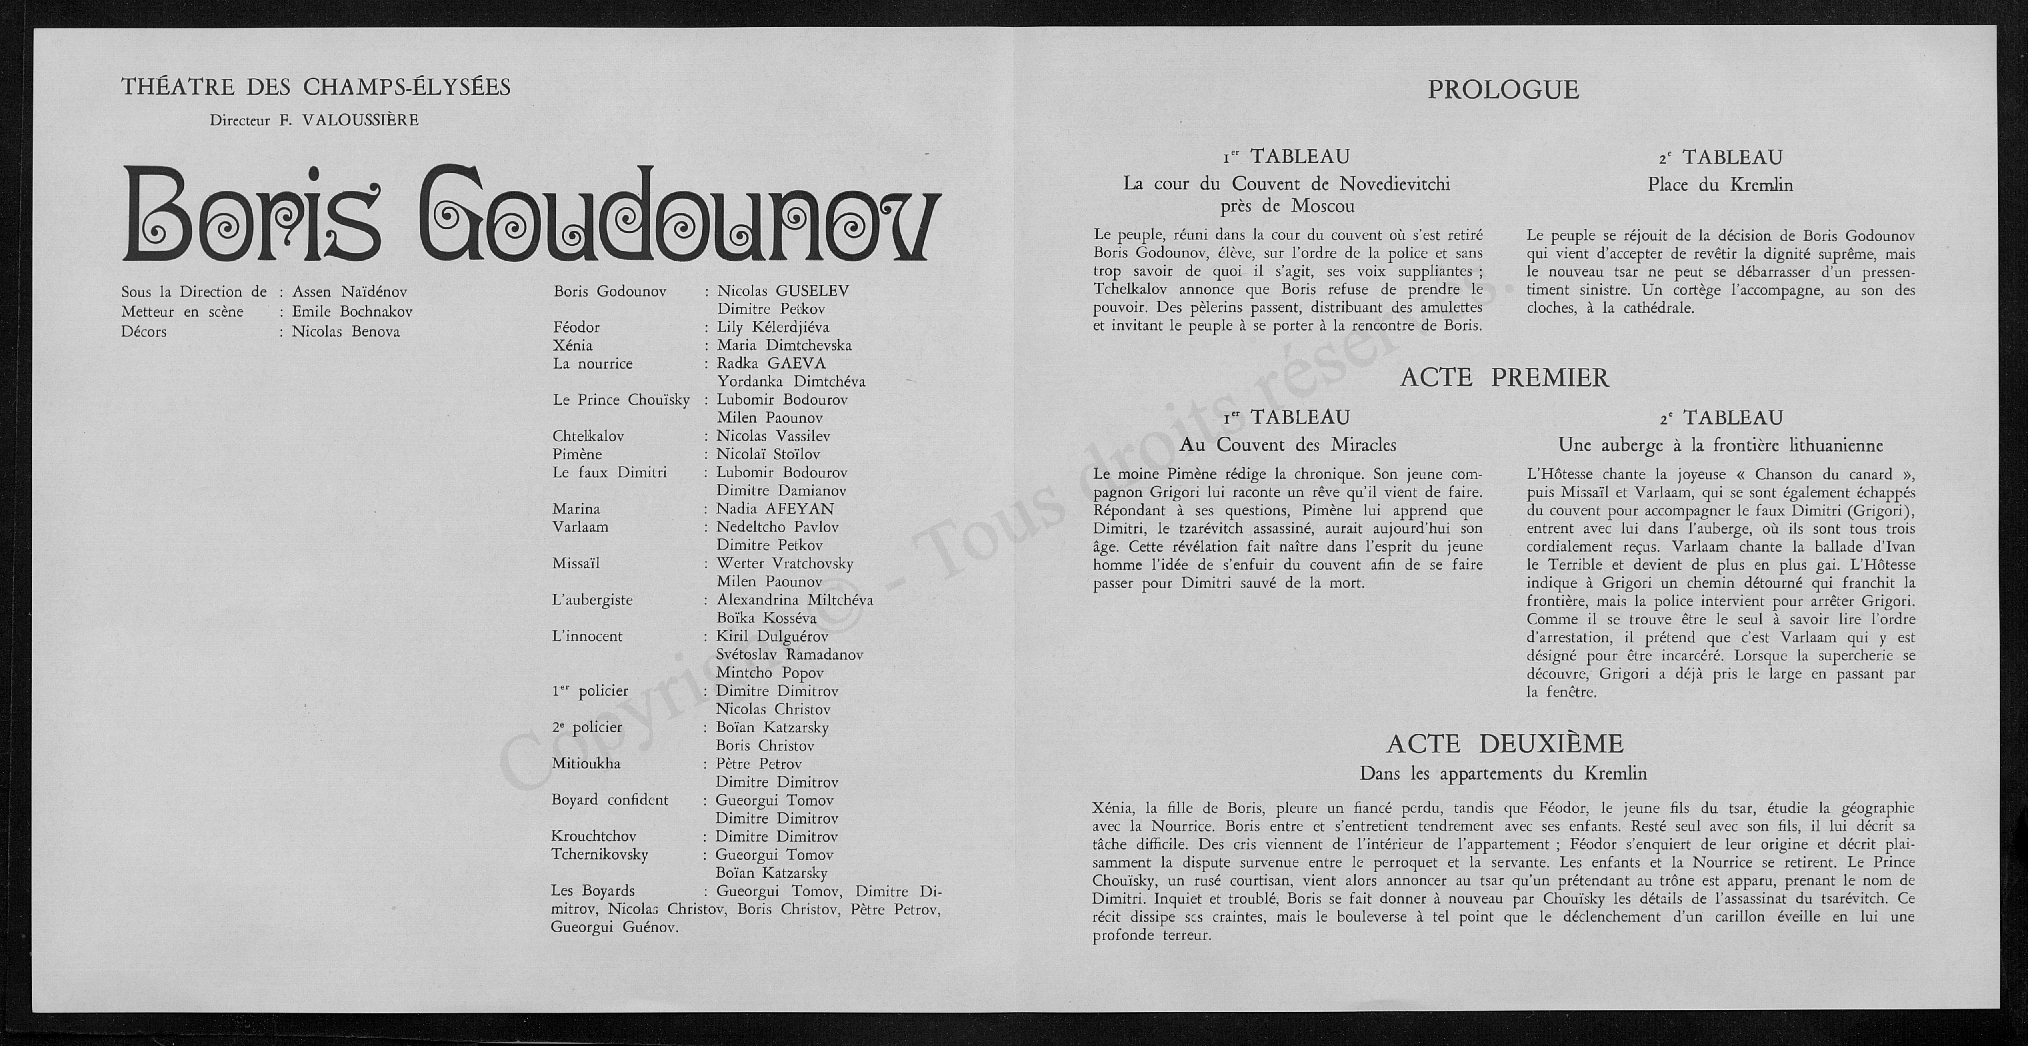 THÉATRE DES CHAMPS-ÉLYSÉES
Directeur F. VALOUSSIÈRE
Boris Goudounov
Sous la Direction de : Assen Naïdénov
Metteur en scène : Emile Bochnakov
Décors : Nicolas Benova
Boris Godounov : Nicolas GUSELEV
Dimitre Petkov
Féodor : Lily Kélerdjiéva
Xénia : Maria Dimtchevska
La nourrice : Radka GAEVA
Yordanka Dimtchéva
Le Prince Chouïsky : Lubomir Bodourov
Milen Paounov
Chtelkalov : Nicolas Vassilev
Pimène : Nicolaï Stoïlov
Le faux Dimitri : Lubomir Bodourov
Dimitre Damianov
Marina : Nadia AFEYAN
Varlaam : Nedeltcho Pavlov
Dimitre Petkov
Missaïl : Werter Vratchovsky
Milen Paounov
L'aubergiste : Alexandrina Miltchéva
Boïka Kosséva
L'innocent : Kiril Dulguérov
Svétoslav Ramadanov
Mintcho Popov
1er policier : Dimitre Dimitrov
Nicolas Christov
2e policier : Boïan Katzarsky
Boris Christov
Mitioukha : Pètre Petrov
Dimitre Dimitrov
Boyard confident : Gueorgui Tomov
Dimitre Dimitrov
Krouchtchov : Dimitre Dimitrov
Tchernikovsky : Gueorgui Tomov
Boïan Katzarsky
Les Boyards : Gueorgui Tomov, Dimitre Di-
mitrov, Nicolas Christov, Boris Christov, Pètre Petrov,
Gueorgui Guénov.
PROLOGUE
1er TABLEAU
La cour du Couvent de Novedievitchi
près de Moscou
Le peuple, réuni dans la cour du couvent où s'est retiré
Boris Godounov, élève, sur l'ordre de la police et sans
trop savoir de quoi il s'agit, ses voix suppliantes ;
Tchelkalov annonce que Boris refuse de prendre le
pouvoir. Des pèlerins passent, distribuant des amulettes
et invitant le peuple à se porter à la rencontre de Boris.
2e TABLEAU
Place du Kremlin
Le peuple se réjouit de la décision de Boris Godounov
qui vient d'accepter de revêtir la dignité suprême, mais
le nouveau tsar ne peut se débarrasser d'un pressen-
timent sinistre. Un cortège l'accompagne, au son des
cloches, à la cathédrale.
ACTE PREMIER
1er TABLEAU
Au Couvent des Miracles
Le moine Pimène rédige la chronique. Son jeune com-
pagnon Grigori lui raconte un rêve qu'il vient de faire.
Répondant à ses questions, Pimène lui apprend que
Dimitri, le tzarévitch assassiné, aurait aujourd'hui son
âge. Cette révélation fait naître dans l'esprit du jeune
homme l'idée de s'enfuir du couvent afin de se faire
passer pour Dimitri sauvé de la mort.
2e TABLEAU
Une auberge à la frontière lithuanienne
L'Hôtesse chante la joyeuse « Chanson du canard »,
puis Missaïl et Varlaam, qui se sont également échappés
du couvent pour accompagner le faux Dimitri (Grigori),
entrent avec lui dans l'auberge, où ils sont tous trois
cordialement reçus. Varlaam chante la ballade d'Ivan
le Terrible et devient de plus en plus gai. L'Hôtesse
indique à Grigori un chemin détourné qui franchit la
frontière, mais la police intervient pour arrêter Grigori.
Comme il se trouve être le seul à savoir lire l'ordre
d'arrestation, il prétend que c'est Varlaam qui y est
désigné pour être incarcéré. Lorsque la supercherie se
découvre, Grigori a déjà pris le large en passant par
la fenêtre.
ACTE DEUXIÈME
Dans les appartements du Kremlin
Xénia, la fille de Boris, pleure un fiancé perdu, tandis que Féodor, le jeune fils du tsar, étudie la géographie
avec la Nourrice. Boris entre et s'entretient tendrement avec ses enfants. Resté seul avec son fils, il lui décrit sa
tâche difficile. Des cris viennent de l'intérieur de l'appartement ; Féodor s'enquiert de leur origine et décrit plai-
samment la dispute survenue entre le perroquet et la servante. Les enfants et la Nourrice se retirent. Le Prince
Chouïsky, un rusé courtisan, vient alors annoncer au tsar qu'un prétendant au trône est apparu, prenant le nom de
Dimitri. Inquiet et troublé, Boris se fait donner à nouveau par Chouïsky les détails de l'assassinat du tsarévitch. Ce
récit dissipe ses craintes, mais le bouleverse à tel point que le déclenchement d'un carillon éveille en lui une
profonde terreur.
Copyright © - Tous droits réservés.